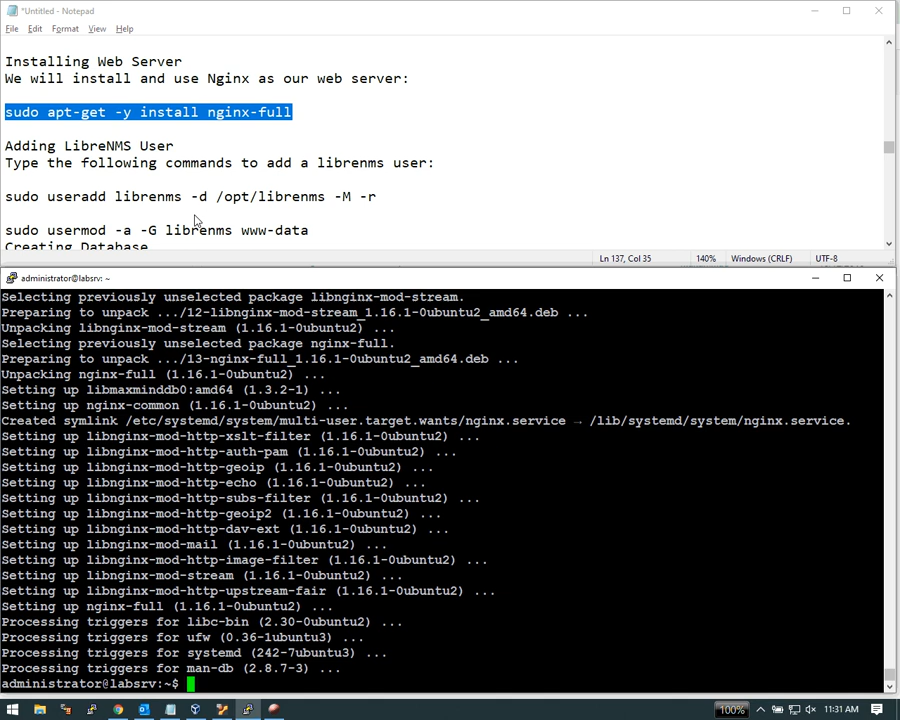 *Untitled - Notepad
File Edit Format View Help
Installing Web Server
We will install and use Nginx as our web server:
sudo apt-get -y install nginx-full
Adding LibreNMS User
Type the following commands to add a librenms user:
sudo useradd librenms -d /opt/librenms -M -r
sudo usermod -a -G librenms www-data
Creating Database
Ln 137, Col 35 140% Windows (CRLF) UTF-8
administrator@labsrv: ~
Selecting previously unselected package libnginx-mod-stream.
Preparing to unpack .../12-libnginx-mod-stream_1.16.1-0ubuntu2_amd64.deb ...
Unpacking libnginx-mod-stream (1.16.1-0ubuntu2) ...
Selecting previously unselected package nginx-full.
Preparing to unpack .../13-nginx-full_1.16.1-0ubuntu2_amd64.deb ...
Unpacking nginx-full (1.16.1-0ubuntu2) ...
Setting up libmaxminddb0:amd64 (1.3.2-1) ...
Setting up nginx-common (1.16.1-0ubuntu2) ...
Created symlink /etc/systemd/system/multi-user.target.wants/nginx.service → /lib/systemd/system/nginx.service.
Setting up libnginx-mod-http-xslt-filter (1.16.1-0ubuntu2) ...
Setting up libnginx-mod-http-auth-pam (1.16.1-0ubuntu2) ...
Setting up libnginx-mod-http-geoip (1.16.1-0ubuntu2) ...
Setting up libnginx-mod-http-echo (1.16.1-0ubuntu2) ...
Setting up libnginx-mod-http-subs-filter (1.16.1-0ubuntu2) ...
Setting up libnginx-mod-http-geoip2 (1.16.1-0ubuntu2) ...
Setting up libnginx-mod-http-dav-ext (1.16.1-0ubuntu2) ...
Setting up libnginx-mod-mail (1.16.1-0ubuntu2) ...
Setting up libnginx-mod-http-image-filter (1.16.1-0ubuntu2) ...
Setting up libnginx-mod-stream (1.16.1-0ubuntu2) ...
Setting up libnginx-mod-http-upstream-fair (1.16.1-0ubuntu2) ...
Setting up nginx-full (1.16.1-0ubuntu2) ...
Processing triggers for libc-bin (2.30-0ubuntu2) ...
Processing triggers for ufw (0.36-1ubuntu3) ...
Processing triggers for systemd (242-7ubuntu3) ...
Processing triggers for man-db (2.8.7-3) ...
administrator@labsrv:~$
100% 11:31 AM